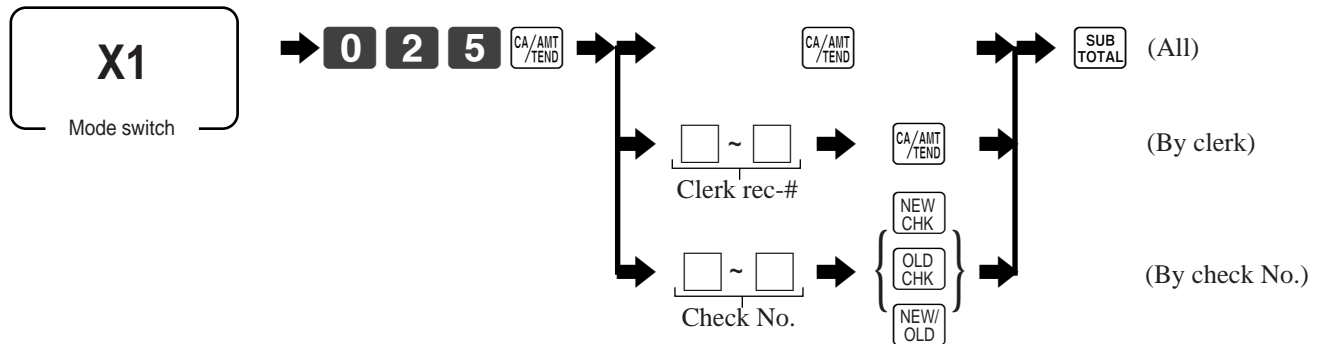 X1
Mode switch
0 2 5 CA/AMT
/TEND
CA/AMT
/TEND
SUB
TOTAL
(All)
~
CA/AMT
/TEND
(By clerk)
Clerk rec-#
NEW
CHK
~
OLD
CHK
(By check No.)
Check No.
NEW/
OLD